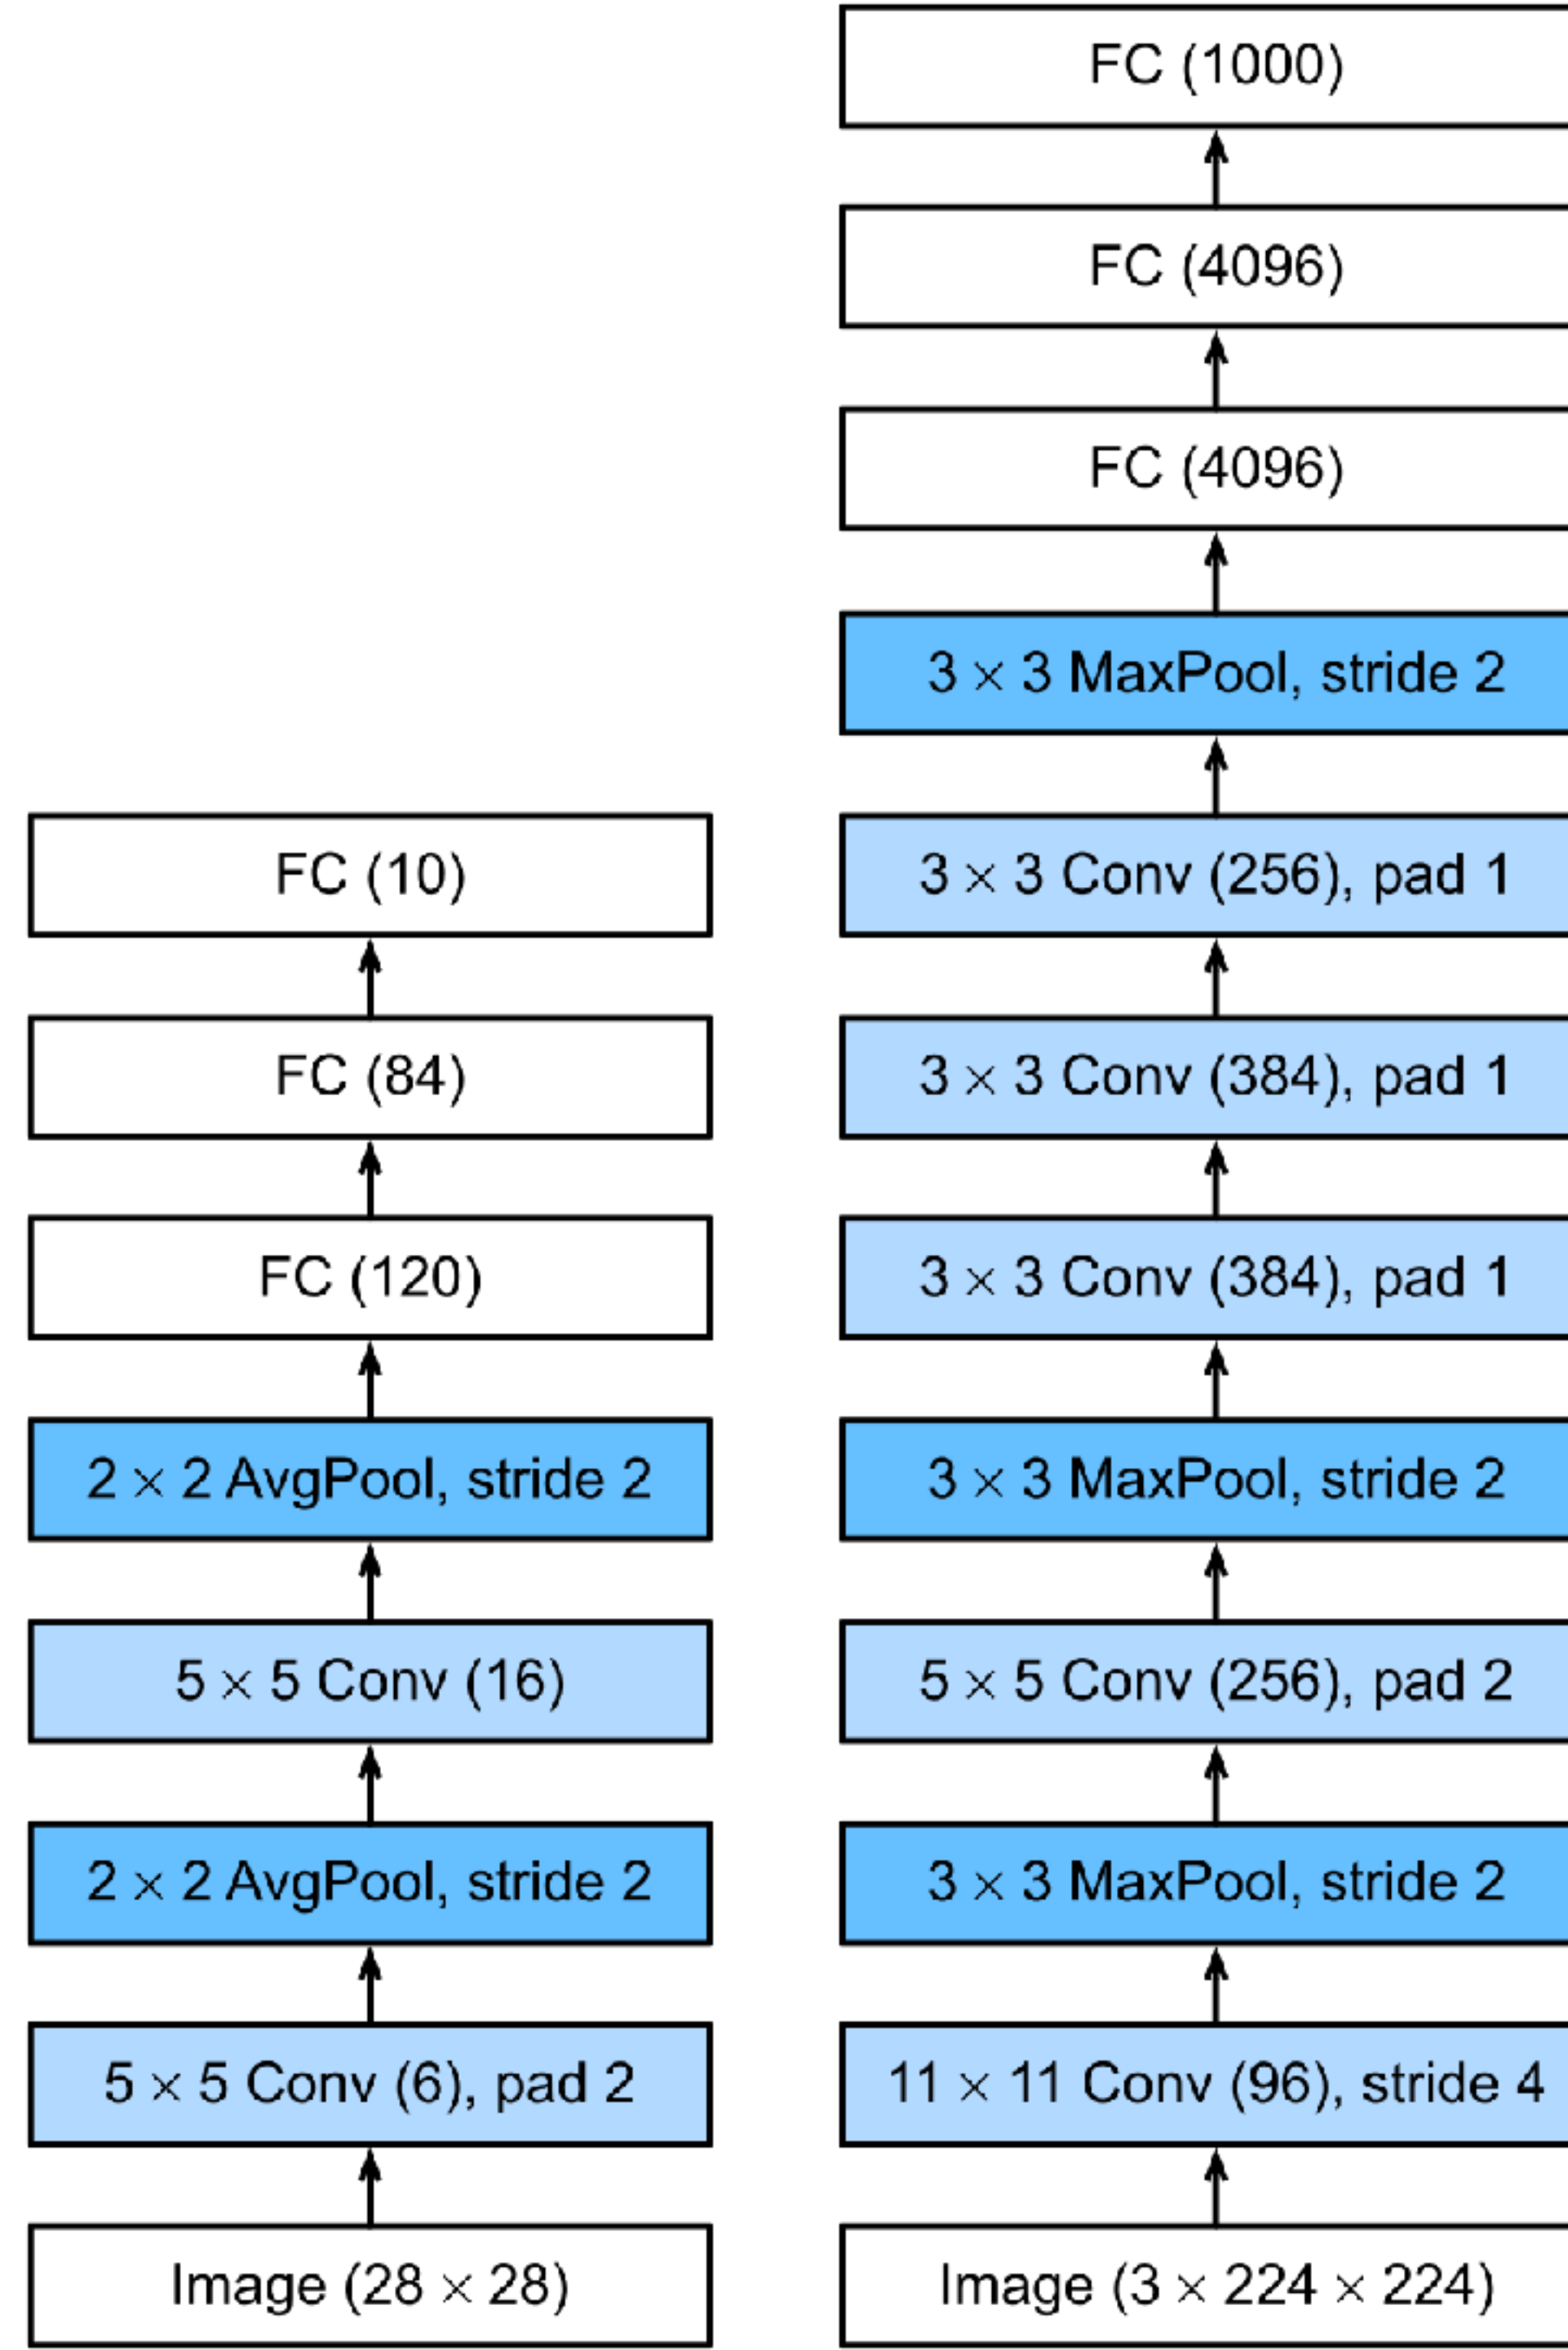 FC (10)
FC (84)
FC (120)
2 × 2 AvgPool, stride 2
5 × 5 Conv (16)
2 × 2 AvgPool, stride 2
5 × 5 Conv (6), pad 2
Image (28 × 28)
FC (1000)
FC (4096)
FC (4096)
3 × 3 MaxPool, stride 2
3 × 3 Conv (256), pad 1
3 × 3 Conv (384), pad 1
3 × 3 Conv (384), pad 1
3 × 3 MaxPool, stride 2
5 × 5 Conv (256), pad 2
3 × 3 MaxPool, stride 2
11 × 11 Conv (96), stride 4
Image (3 × 224 × 224)